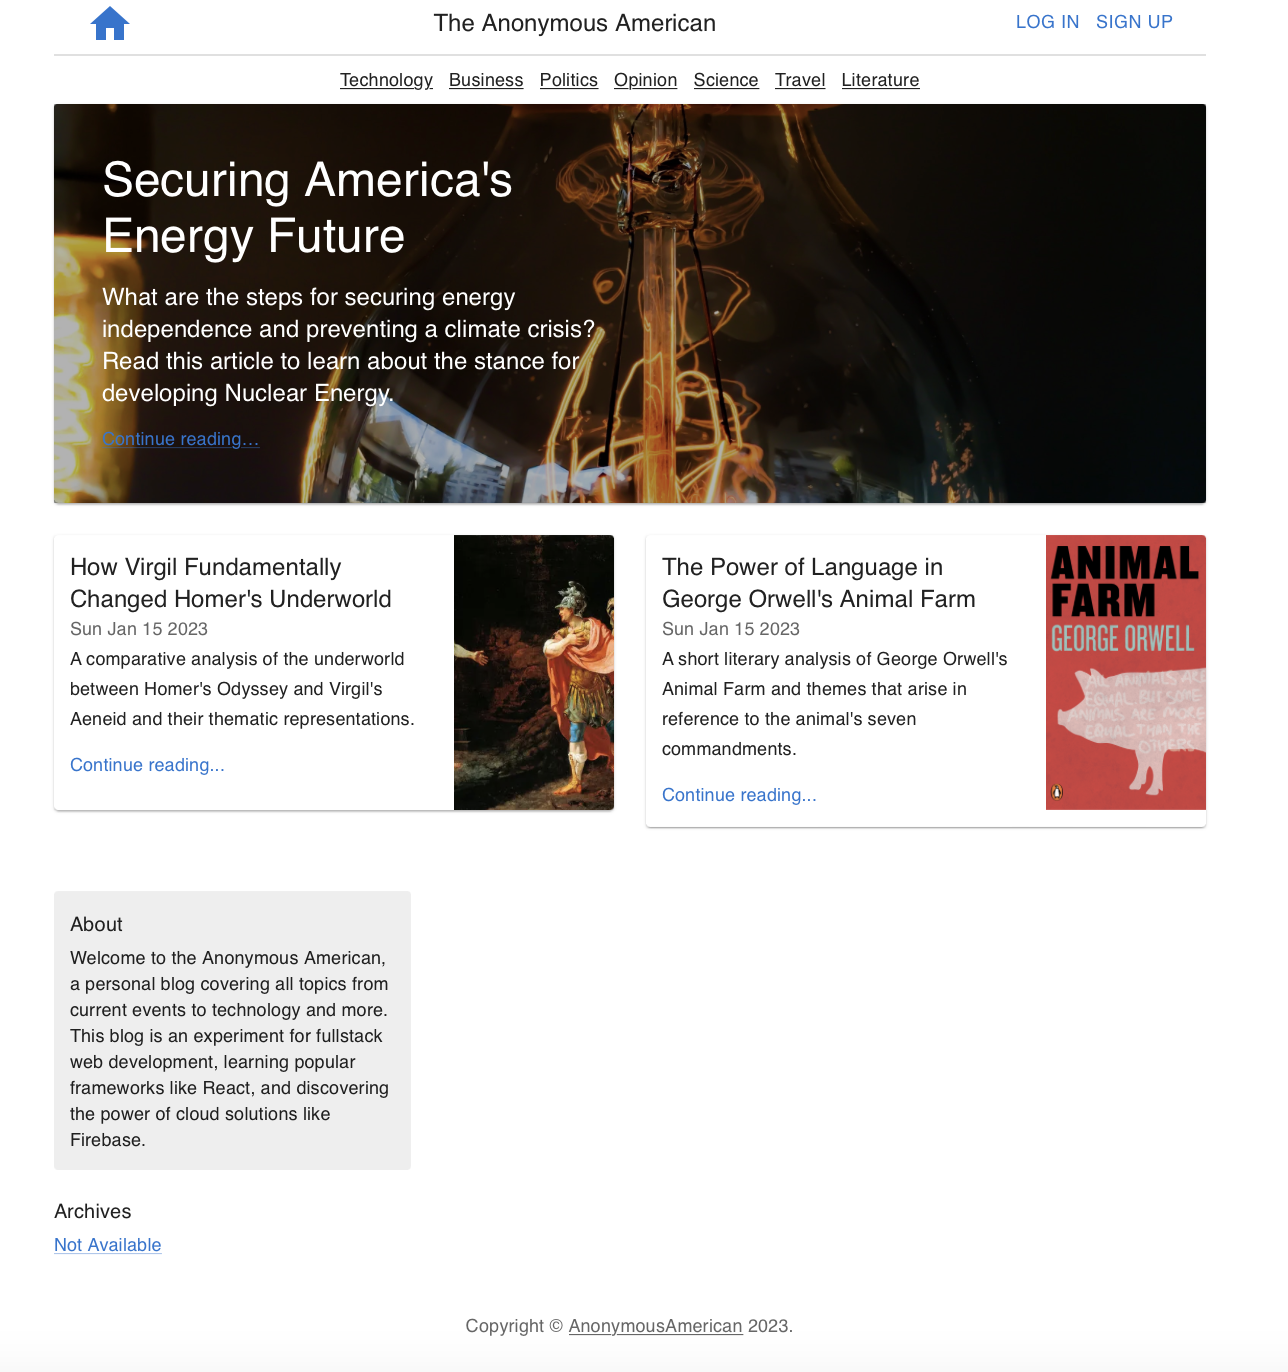 The Anonymous American
LOG IN SIGN UP
Technology Business Politics Opinion Science Travel Literature
Securing America's
Energy Future
What are the steps for securing energy
independence and preventing a climate crisis?
Read this article to learn about the stance for
developing Nuclear Energy.
Continue reading…
How Virgil Fundamentally
Changed Homer's Underworld
Sun Jan 15 2023
A comparative analysis of the underworld
between Homer's Odyssey and Virgil's
Aeneid and their thematic representations.
Continue reading...
The Power of Language in
George Orwell's Animal Farm
Sun Jan 15 2023
A short literary analysis of George Orwell's
Animal Farm and themes that arise in
reference to the animal's seven
commandments.
Continue reading...
ANIMAL
FARM
GEORGE ORWELL
ALL ANIMALS ARE
EQUAL BUT SOME
ANIMALS ARE MORE
EQUAL THAN THE
OTHERS
About
Welcome to the Anonymous American,
a personal blog covering all topics from
current events to technology and more.
This blog is an experiment for fullstack
web development, learning popular
frameworks like React, and discovering
the power of cloud solutions like
Firebase.
Archives
Not Available
Copyright © AnonymousAmerican 2023.